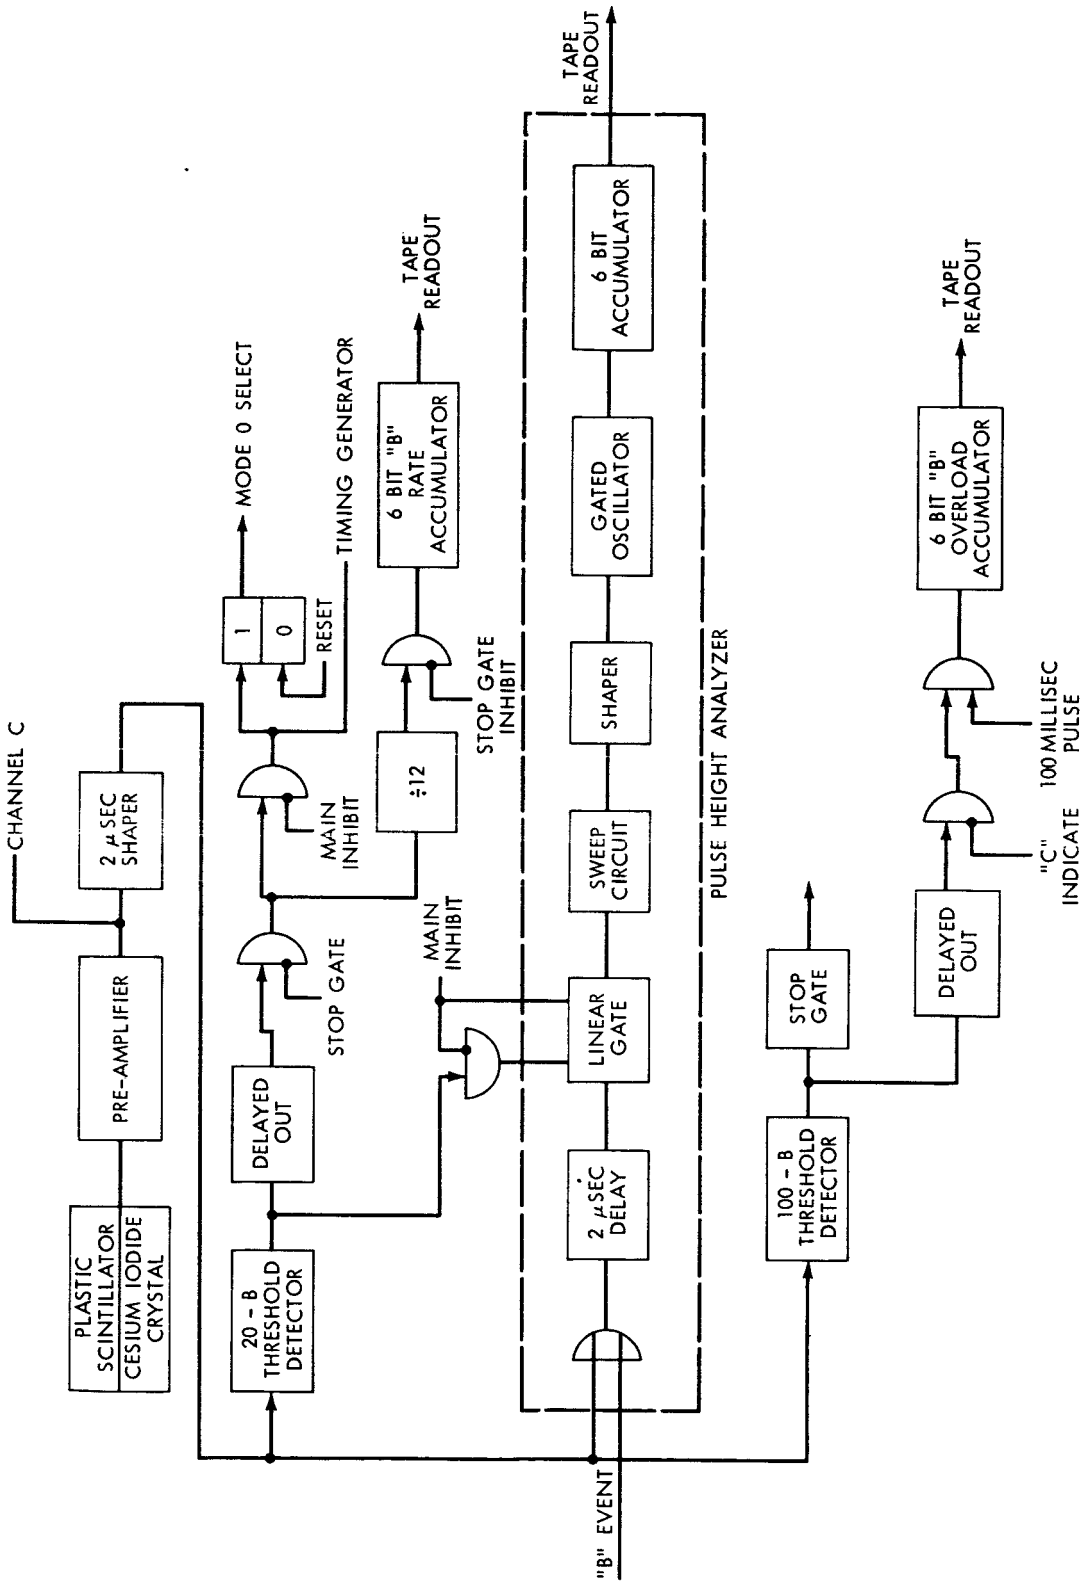 PLASTIC
SCINTILLATOR
CESIUM IODIDE
CRYSTAL
PRE-AMPLIFIER
2 μSEC
SHAPER
CHANNEL C
20 - B
THRESHOLD
DETECTOR
DELAYED
OUT
STOP GATE
MAIN
INHIBIT
1
0
RESET
MODE 0 SELECT
TIMING GENERATOR
÷12
STOP GATE
INHIBIT
6 BIT "B"
RATE
ACCUMULATOR
TAPE
READOUT
MAIN
INHIBIT
"B" EVENT
2 μSEC
DELAY
LINEAR
GATE
SWEEP
CIRCUIT
SHAPER
GATED
OSCILLATOR
6 BIT
ACCUMULATOR
TAPE
READOUT
PULSE HEIGHT ANALYZER
100 - B
THRESHOLD
DETECTOR
STOP
GATE
DELAYED
OUT
"C"
INDICATE
100 MILLISEC
PULSE
6 BIT "B"
OVERLOAD
ACCUMULATOR
TAPE
READOUT